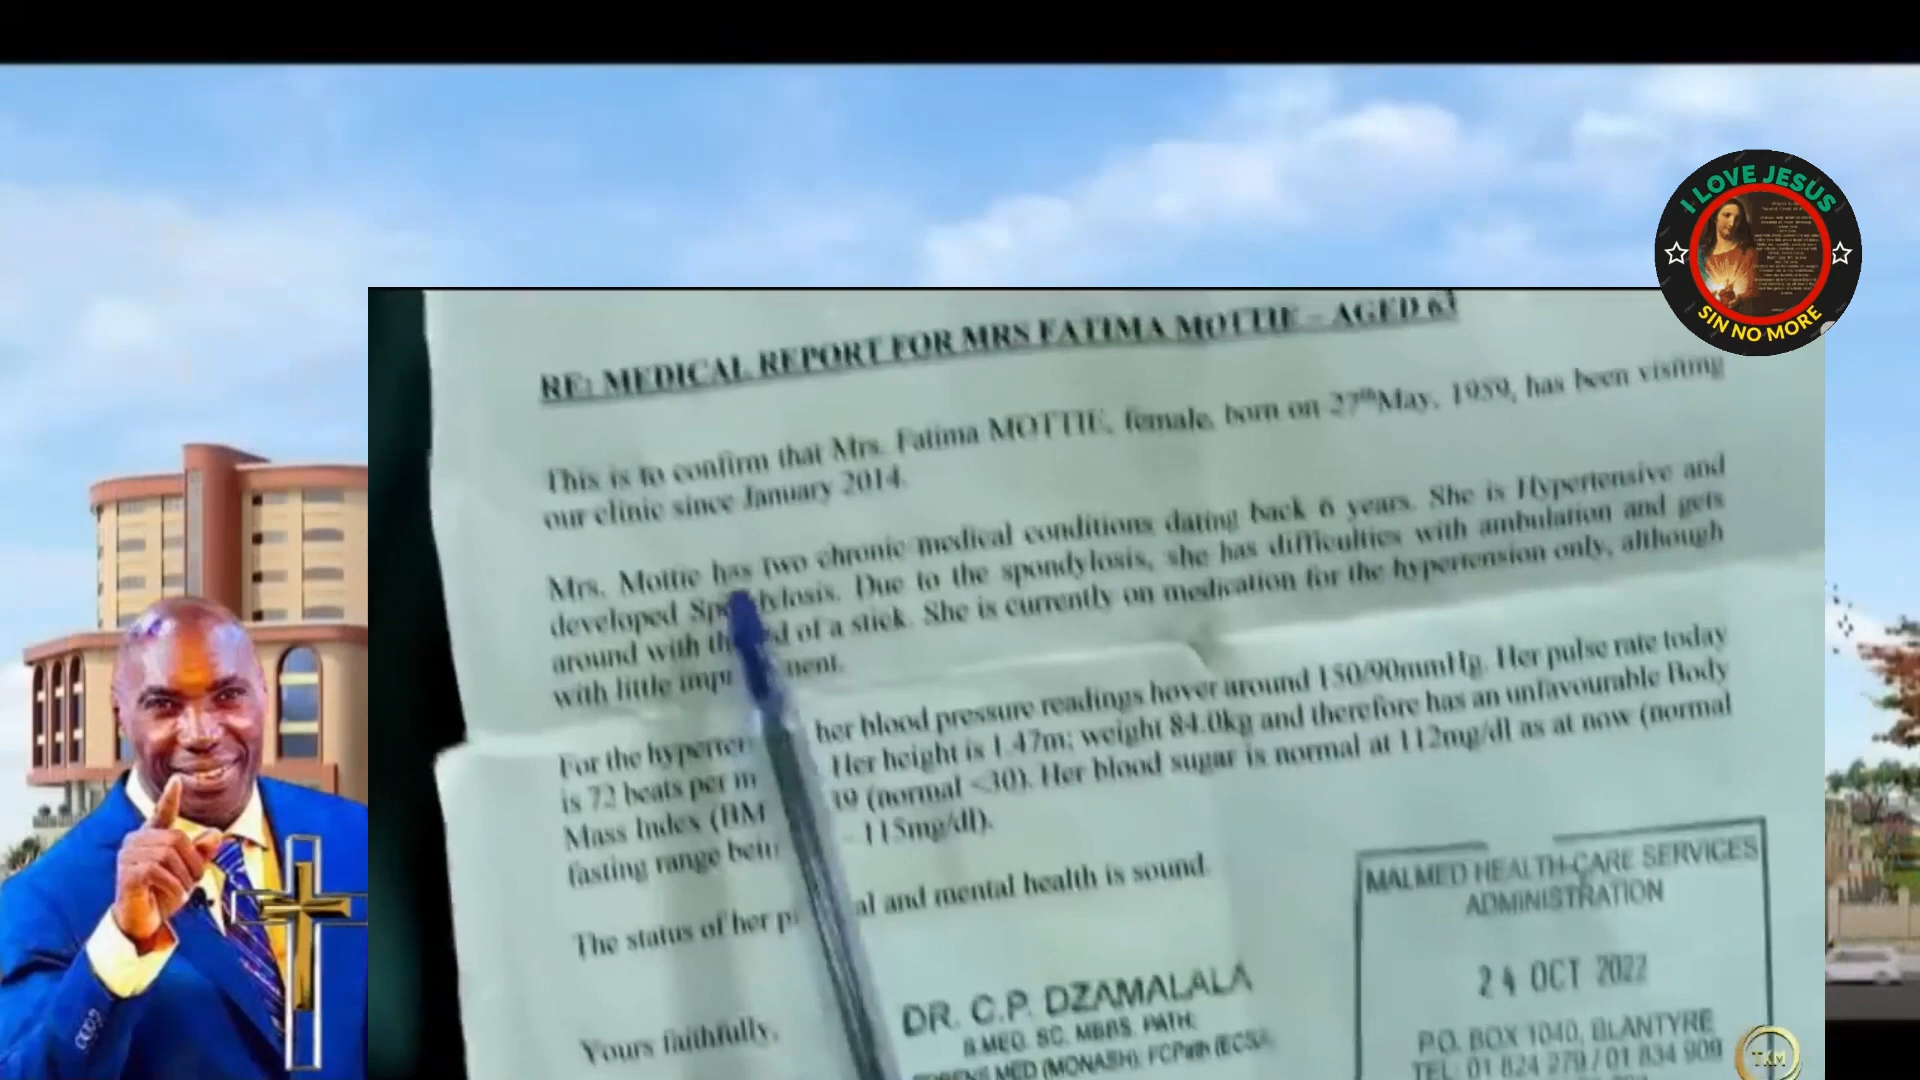 I LOVE JESUS
SIN NO MORE
RE: MEDICAL REPORT FOR MRS FATIMA MOTTIE – AGED 63
This is to confirm that Mrs. Fatima MOTTIE, female, born on 27th May, 1959, has been visiting
our clinic since January 2014.
Mrs. Mottie has two chronic medical conditions dating back 6 years. She is Hypertensive and
developed Spondylosis. Due to the spondylosis, she has difficulties with ambulation and gets
around with the of a stick. She is currently on medication for the hypertension only, although
with little
For the her blood pressure readings hover around 150/90mmHg. Her pulse rate today
is 72 beats per Her height is 1.47m; weight 84.0kg and therefore has an unfavourable Body
Mass Index 39 (normal <30). Her blood sugar is normal at 112mg/dl as at now (normal
fasting range – 115mg/dl).
The status of her and mental health is sound.
Yours faithfully,
DR. C.P. DZAMALALA
B.MED. SC. MBBS. PATH.
MED (MONASH), FCPath (ECSA)
MALMED HEALTH-CARE SERVICES
ADMINISTRATION
24 OCT 2022
P.O. BOX 1040, BLANTYRE
TEL: 01 824 279 / 01 834 909
TKM